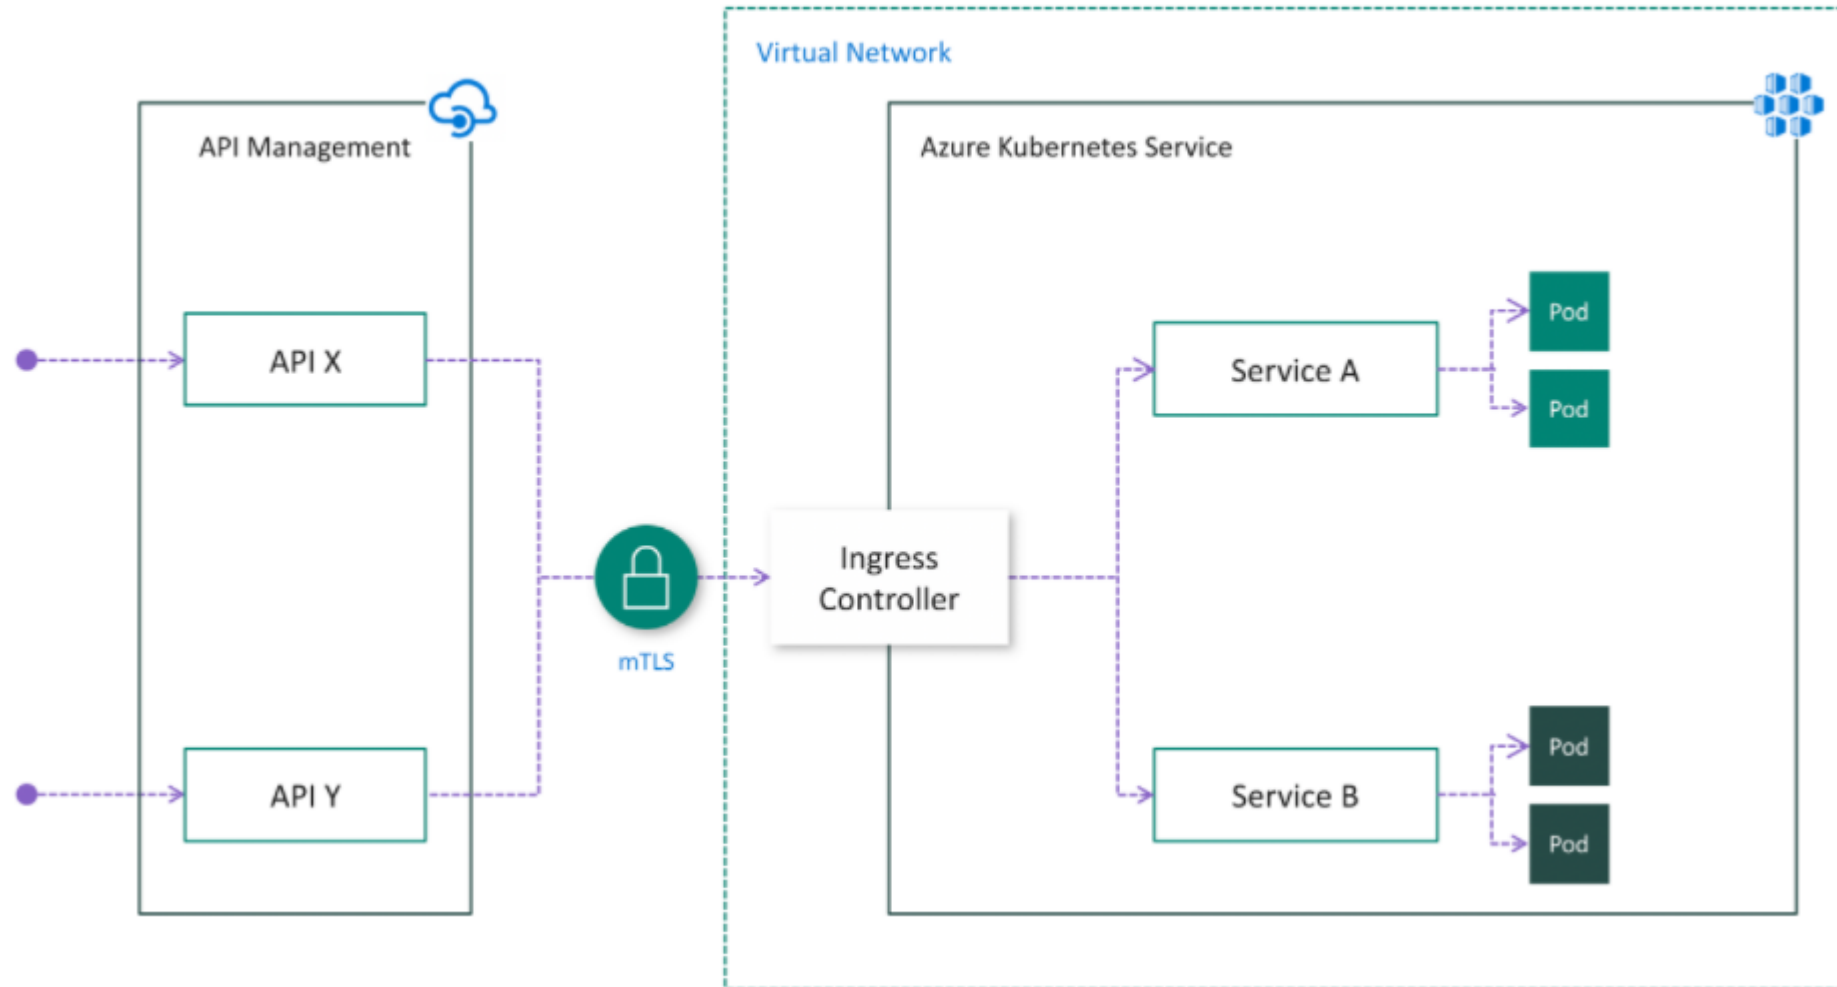 Virtual Network
API Management
Azure Kubernetes Service
API X
Service A
Pod
Pod
Ingress
Controller
mTLS
API Y
Service B
Pod
Pod